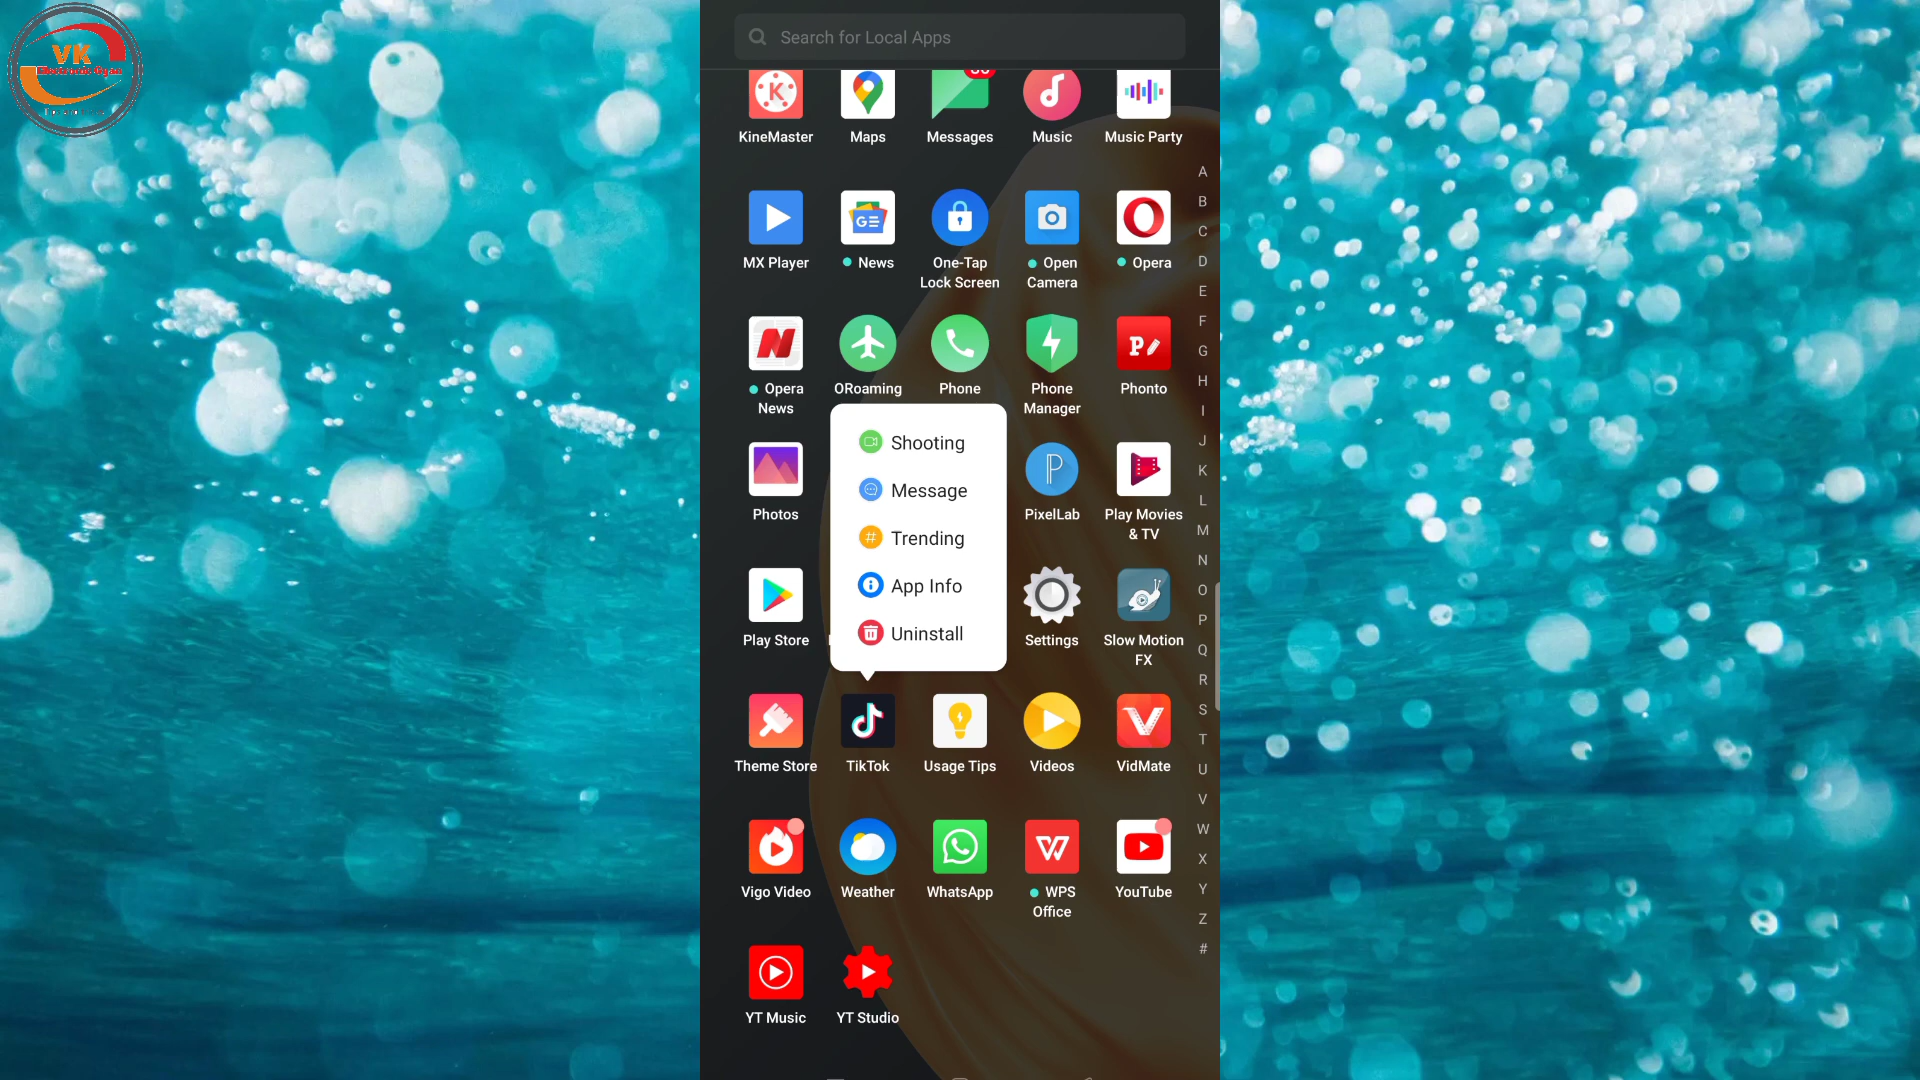 VK
Electronic Gyan
Search for Local Apps
KineMaster
Maps
Messages
Music
Music Party
MX Player
News
One-Tap
Lock Screen
Open
Camera
Opera
Opera
News
ORoaming
Phone
Phone
Manager
Phonto
Photos
Shooting
Message
Trending
App Info
Uninstall
PixelLab
Play Movies
& TV
Play Store
Settings
Slow Motion
FX
Theme Store
TikTok
Usage Tips
Videos
VidMate
Vigo Video
Weather
WhatsApp
WPS
Office
YouTube
YT Music
YT Studio
A
B
C
D
E
F
G
H
I
J
K
L
M
N
O
P
Q
R
S
T
U
V
W
X
Y
Z
#